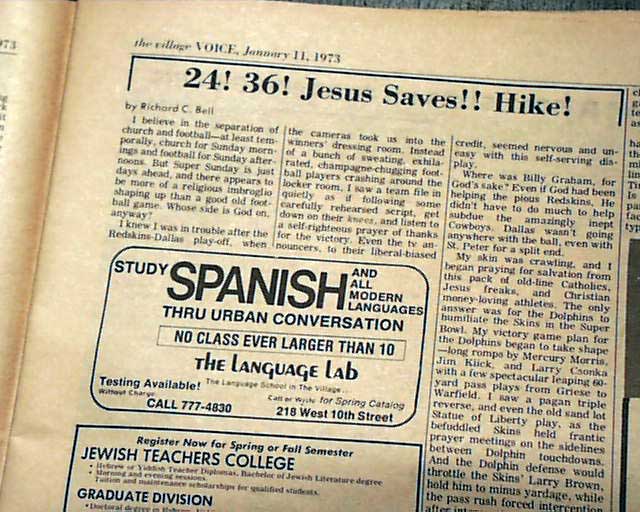 973
the village VOICE, January 11, 1973
24! 36! Jesus Saves!! Hike!
by Richard C. Bell
I believe in the separation of
church and football—at least tem-
porally, church for Sunday morn-
ings and football for Sunday after-
noons. But Super Sunday is just
days ahead, and there appears to
be more of a religious imbroglio
shaping up than a good old foot-
ball game. Whose side is God on,
anyway?
I knew I was in trouble after the
Redskins-Dallas play-off, when
the cameras took us into the
winners' dressing room. Instead
of a bunch of sweating, exhila-
rated, champagne-chugging foot-
ball players crashing around the
locker room, I saw a team file in
quietly as if following some
carefully rehearsed script, get
down on their knees, and listen to
a self-righteous prayer of thanks
for the victory. Even the tv an-
nouncers, to their liberal-biased
credit, seemed nervous and un-
easy with this self-serving dis-
play.
Where was Billy Graham, for
God's sake? Even if God had been
helping the pious Redskins, He
didn't have to do much to help
subdue the amazingly inept
Cowboys. Dallas wasn't going
anywhere with the ball, even with
St. Peter for a split end.
My skin was crawling, and I
began praying for salvation from
this pack of old-line Catholics,
Jesus freaks, and Christian
money-loving athletes. The only
answer was for the Dolphins to
humiliate the Skins in the Super
Bowl. My victory game plan for
the Dolphins began to take shape
—long romps by Mercury Morris,
Jim Kiick, and Larry Csonka,
with a few spectacular leaping 60-
yard pass plays from Griese to
Warfield. I saw a pagan triple
reverse, and even the old sand lot
Statue of Liberty play, as the
befuddled Skins held frantic
prayer meetings on the sidelines
between Dolphin touchdowns.
And the Dolphin defense would
throttle the Skins' Larry Brown,
hold him to minus yardage, while
the pass rush forced interception
after
STUDY SPANISH AND
ALL
MODERN
LANGUAGES
THRU URBAN CONVERSATION
NO CLASS EVER LARGER THAN 10
The Language Lab
The Language School in The Village...
Testing Available!
Without Charge
Call or Write for Spring Catalog
CALL 777-4830
218 West 10th Street
Register Now for Spring or Fall Semester
JEWISH TEACHERS COLLEGE
• Hebrew or Yiddish Teacher Diplomas, Bachelor of Jewish Literature degree
• Morning and evening sessions.
Tuition and maintenance scholarships for qualified students.
GRADUATE DIVISION
• Doctoral degree in